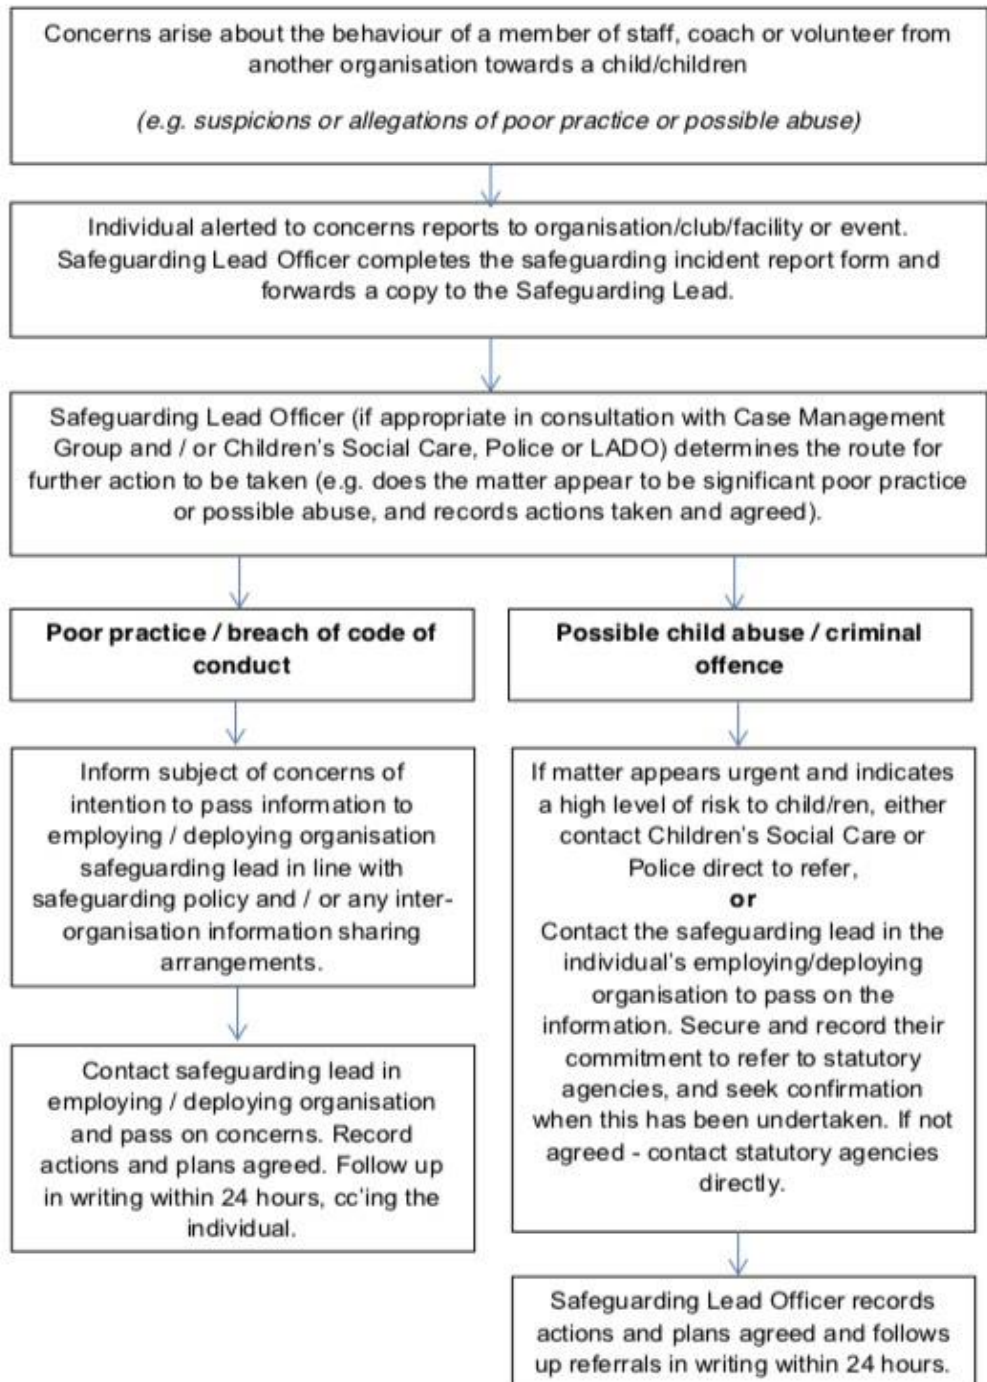 Concerns arise about the behaviour of a member of staff, coach or volunteer from
another organisation towards a child/children
(e.g. suspicions or allegations of poor practice or possible abuse)
Individual alerted to concerns reports to organisation/club/facility or event.
Safeguarding Lead Officer completes the safeguarding incident report form and
forwards a copy to the Safeguarding Lead.
Safeguarding Lead Officer (if appropriate in consultation with Case Management
Group and / or Children's Social Care, Police or LADO) determines the route for
further action to be taken (e.g. does the matter appear to be significant poor practice
or possible abuse, and records actions taken and agreed).
Poor practice / breach of code of
conduct
Inform subject of concerns of
intention to pass information to
employing / deploying organisation
safeguarding lead in line with
safeguarding policy and / or any inter-
organisation information sharing
arrangements.
Contact safeguarding lead in
employing / deploying organisation
and pass on concerns. Record
actions and plans agreed. Follow up
in writing within 24 hours, cc'ing the
individual.
Possible child abuse / criminal
offence
If matter appears urgent and indicates
a high level of risk to child/ren, either
contact Children's Social Care or
Police direct to refer,
or
Contact the safeguarding lead in the
individual's employing/deploying
organisation to pass on the
information. Secure and record their
commitment to refer to statutory
agencies, and seek confirmation
when this has been undertaken. If not
agreed - contact statutory agencies
directly.
Safeguarding Lead Officer records
actions and plans agreed and follows
up referrals in writing within 24 hours.